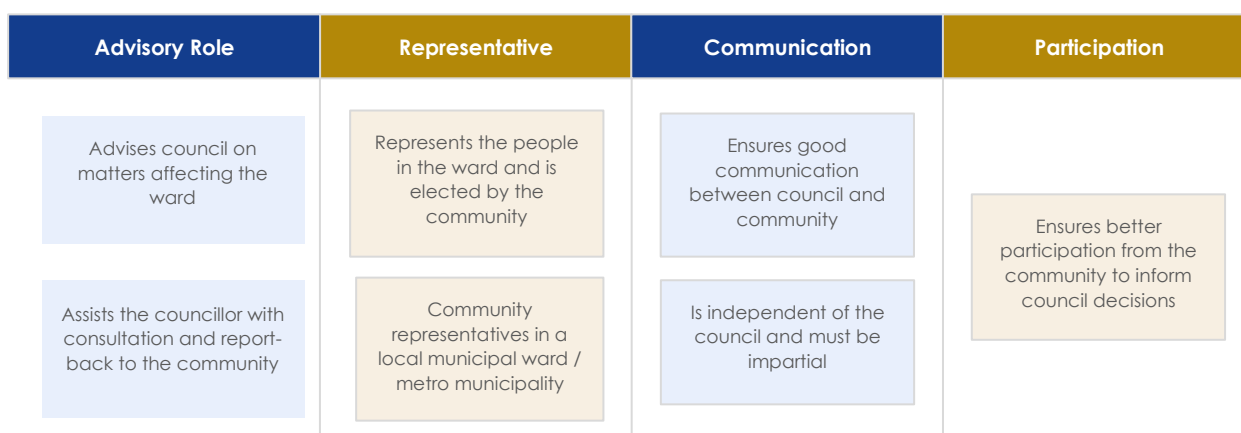 Advisory Role
Representative
Communication
Participation
Advises council on
matters affecting the
ward
Assists the councillor with
consultation and report-
back to the community
Represents the people
in the ward and is
elected by the
community
Community
representatives in a
local municipal ward /
metro municipality
Ensures good
communication
between council and
community
Is independent of the
council and must be
impartial
Ensures better
participation from the
community to inform
council decisions